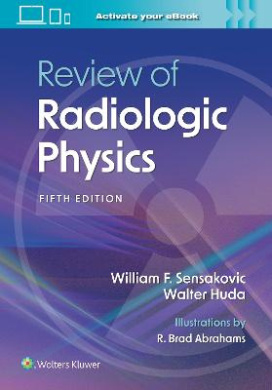 Activate your eBook
Review of
Radiologic
Physics
FIFTH EDITION
William F. Sensakovic
Walter Huda
Illustrations by
R. Brad Abrahams
Wolters Kluwer